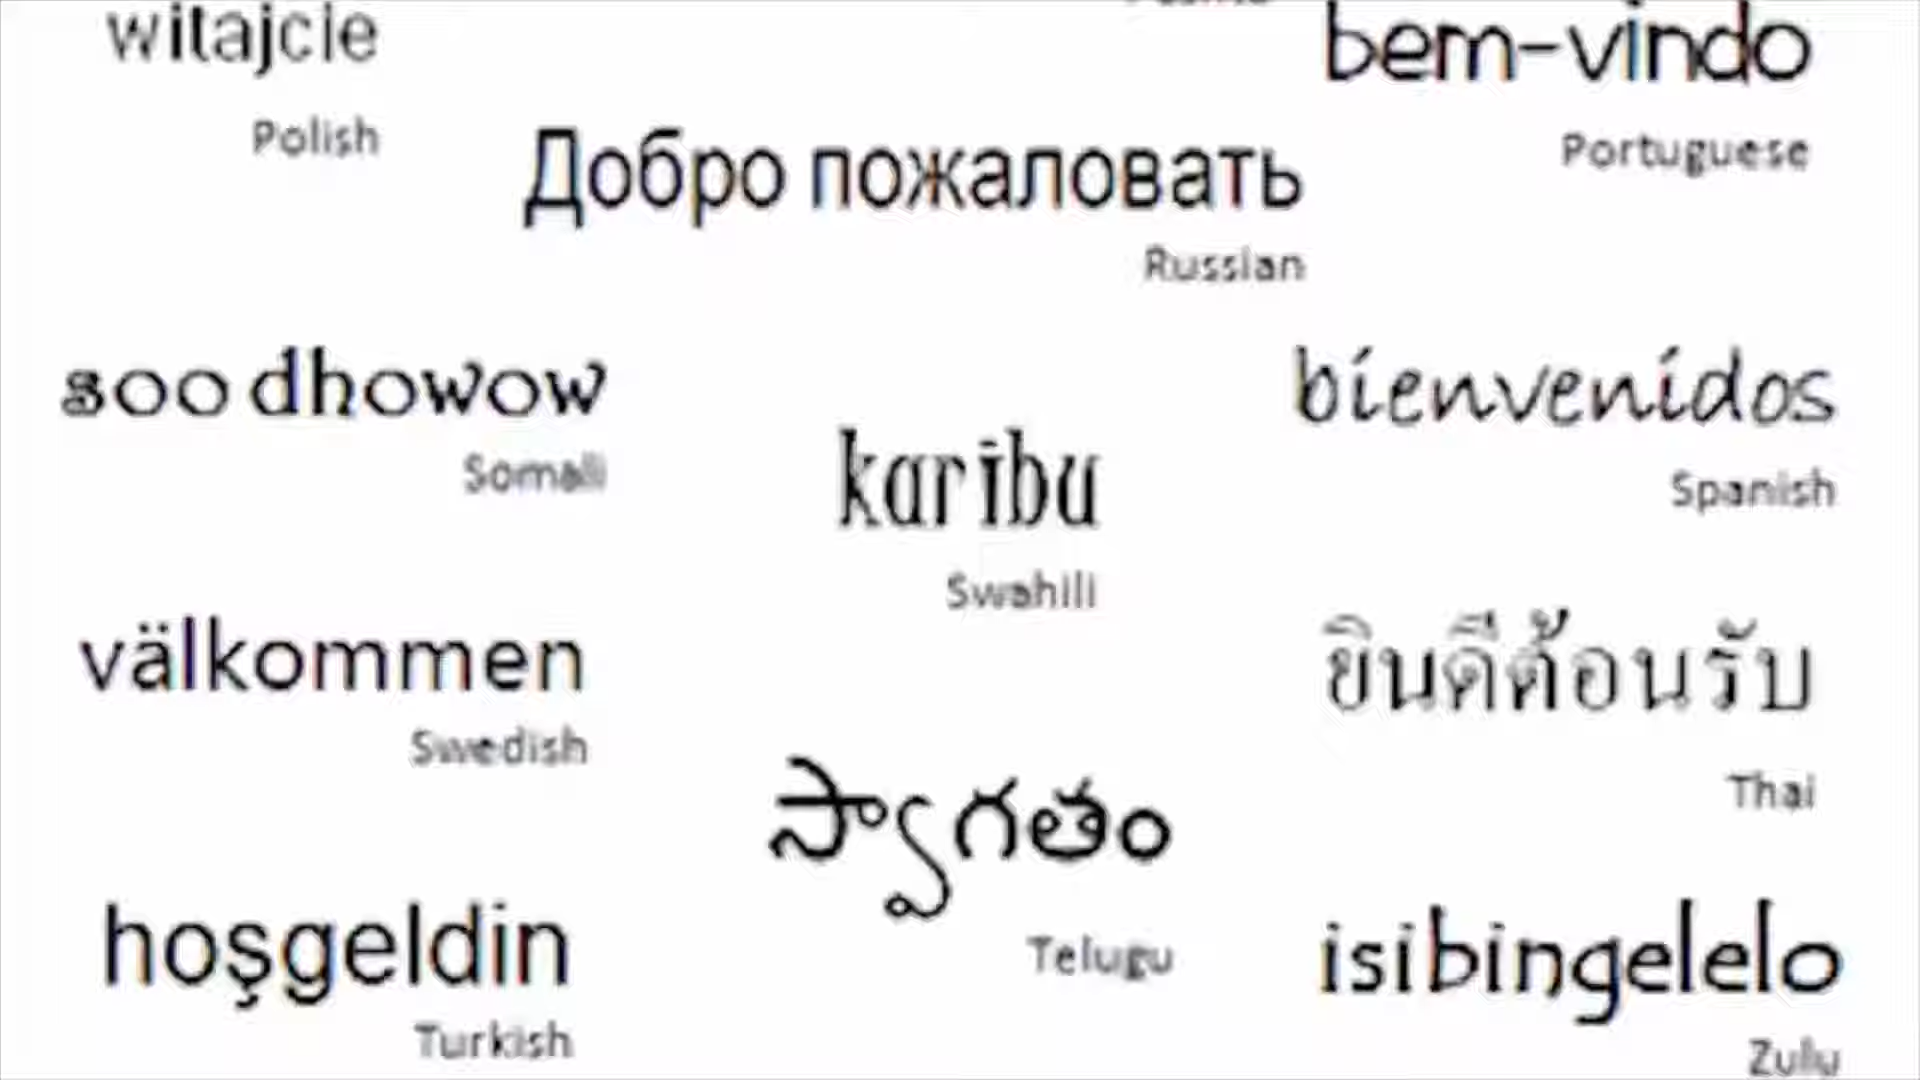 witajcie
bem-vindo
Polish
Portuguese
Добро пожаловать
Russian
soo dhowow
bienvenidos
Somali
Spanish
karibu
Swahili
välkommen
ยินดีต้อนรับ
Swedish
Thai
స్వాగతం
Telugu
hoşgeldin
isibingelelo
Turkish
Zulu